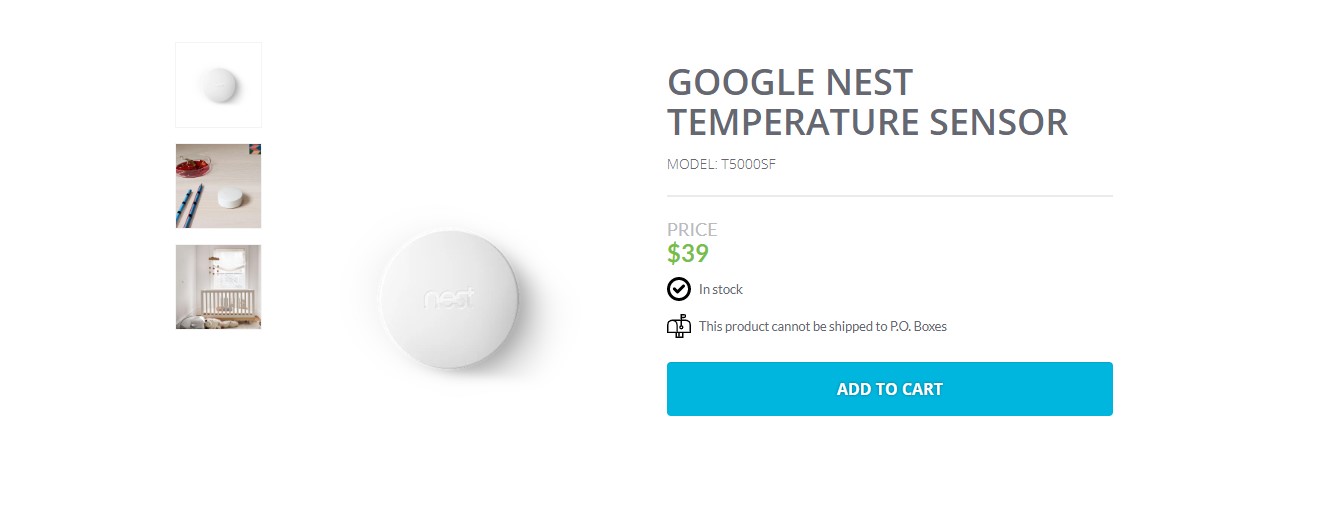 GOOGLE NEST
TEMPERATURE SENSOR
MODEL: T5000SF
PRICE
$39
In stock
This product cannot be shipped to P.O. Boxes
nest
ADD TO CART